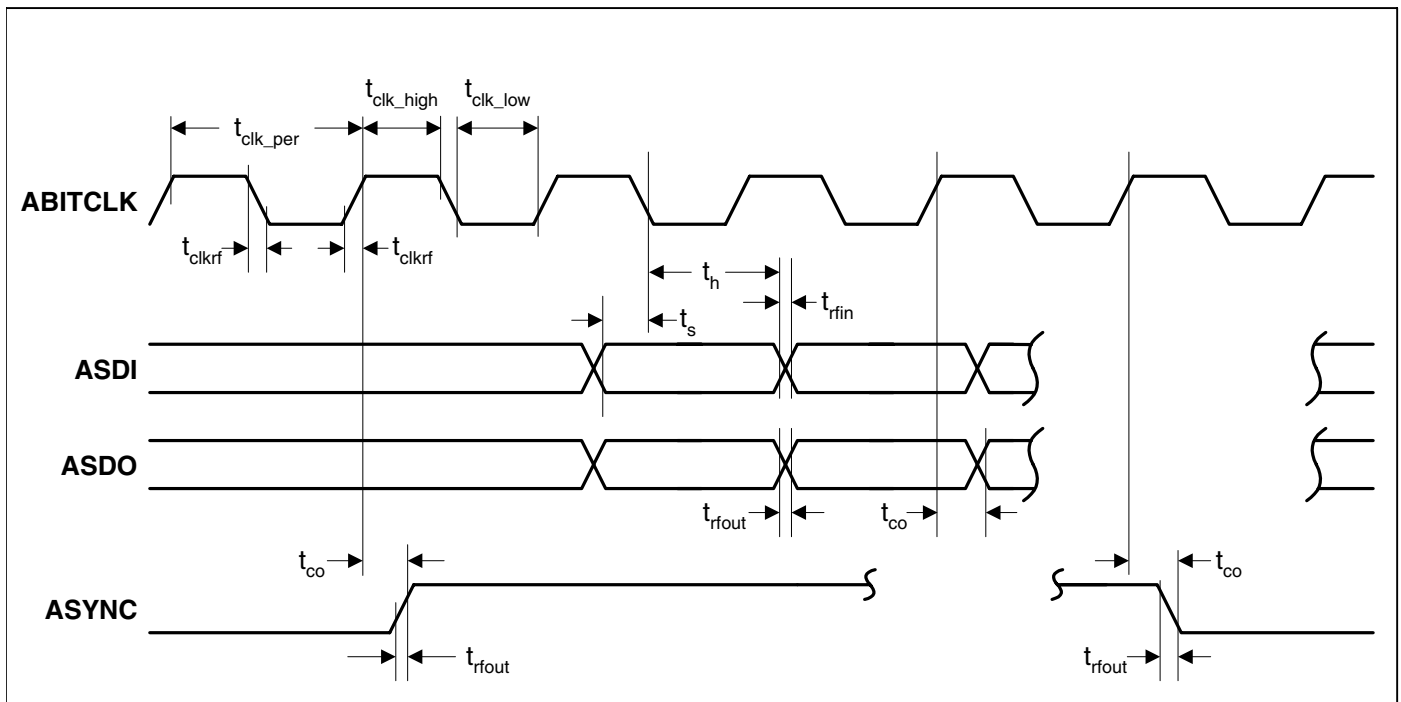 t_clk_high t_clk_low
t_clk_per
ABITCLK
t_clkrf t_clkrf
t_h
t_rfin
t_s
ASDI
ASDO
t_rfout t_co
t_co t_co
ASYNC
t_rfout t_rfout